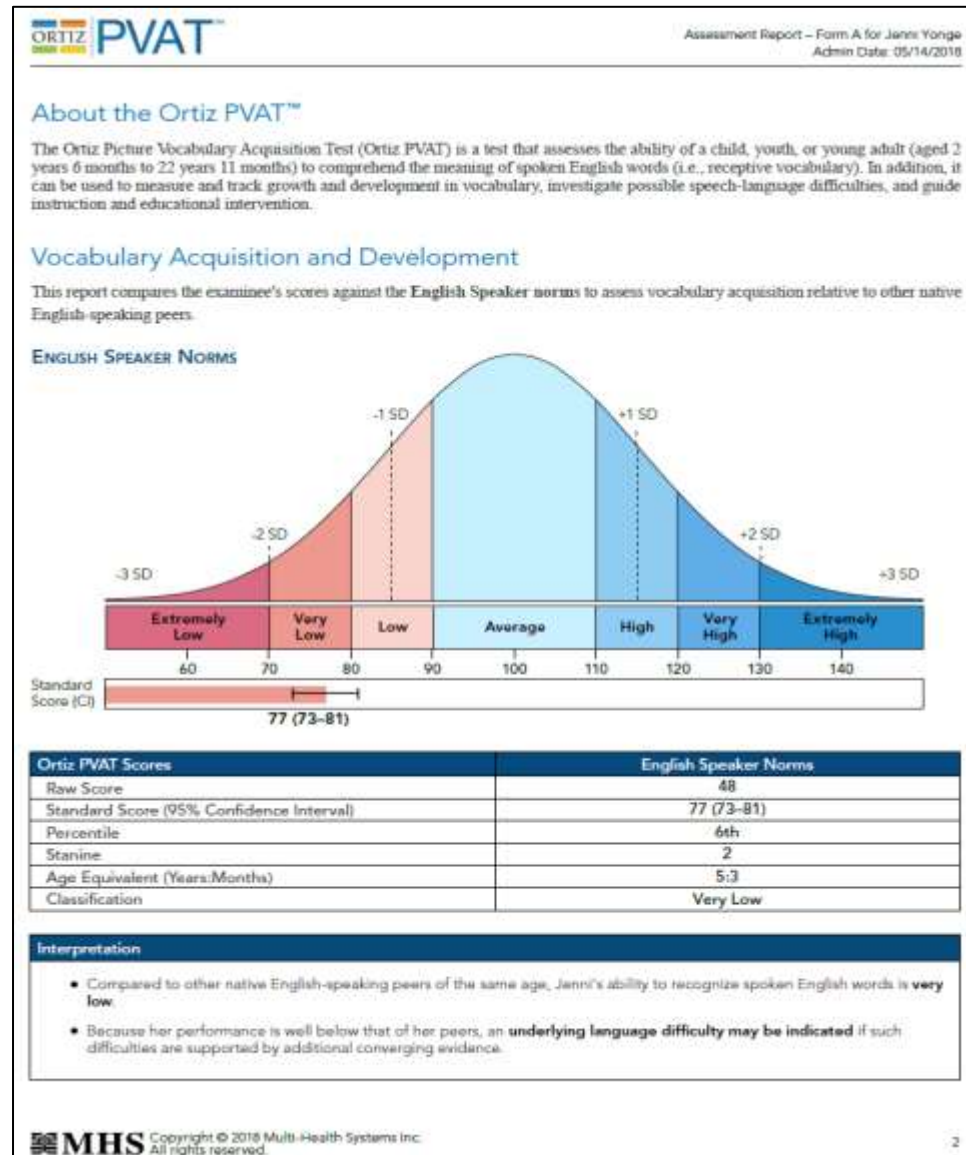 ORTIZ PVAT™
Assessment Report – Form A for Jenni Yonge
Admin Date: 05/14/2018
About the Ortiz PVAT™
The Ortiz Picture Vocabulary Acquisition Test (Ortiz PVAT) is a test that assesses the ability of a child, youth, or young adult (aged 2
years 6 months to 22 years 11 months) to comprehend the meaning of spoken English words (i.e., receptive vocabulary). In addition, it
can be used to measure and track growth and development in vocabulary, investigate possible speech-language difficulties, and guide
instruction and educational intervention.
Vocabulary Acquisition and Development
This report compares the examinee's scores against the English Speaker norms to assess vocabulary acquisition relative to other native
English-speaking peers.
ENGLISH SPEAKER NORMS
-1 SD +1 SD
-2 SD +2 SD
-3 SD +3 SD
Extremely Low Very Low Low Average High Very High Extremely High
60 70 80 90 100 110 120 130 140
Standard
Score (CI)
77 (73–81)
Ortiz PVAT Scores English Speaker Norms
Raw Score 48
Standard Score (95% Confidence Interval) 77 (73–81)
Percentile 6th
Stanine 2
Age Equivalent (Years:Months) 5:3
Classification Very Low
Interpretation
• Compared to other native English-speaking peers of the same age, Jenni's ability to recognize spoken English words is very
low.
• Because her performance is well below that of her peers, an underlying language difficulty may be indicated if such
difficulties are supported by additional converging evidence.
MHS Copyright © 2018 Multi-Health Systems Inc.
All rights reserved.
2